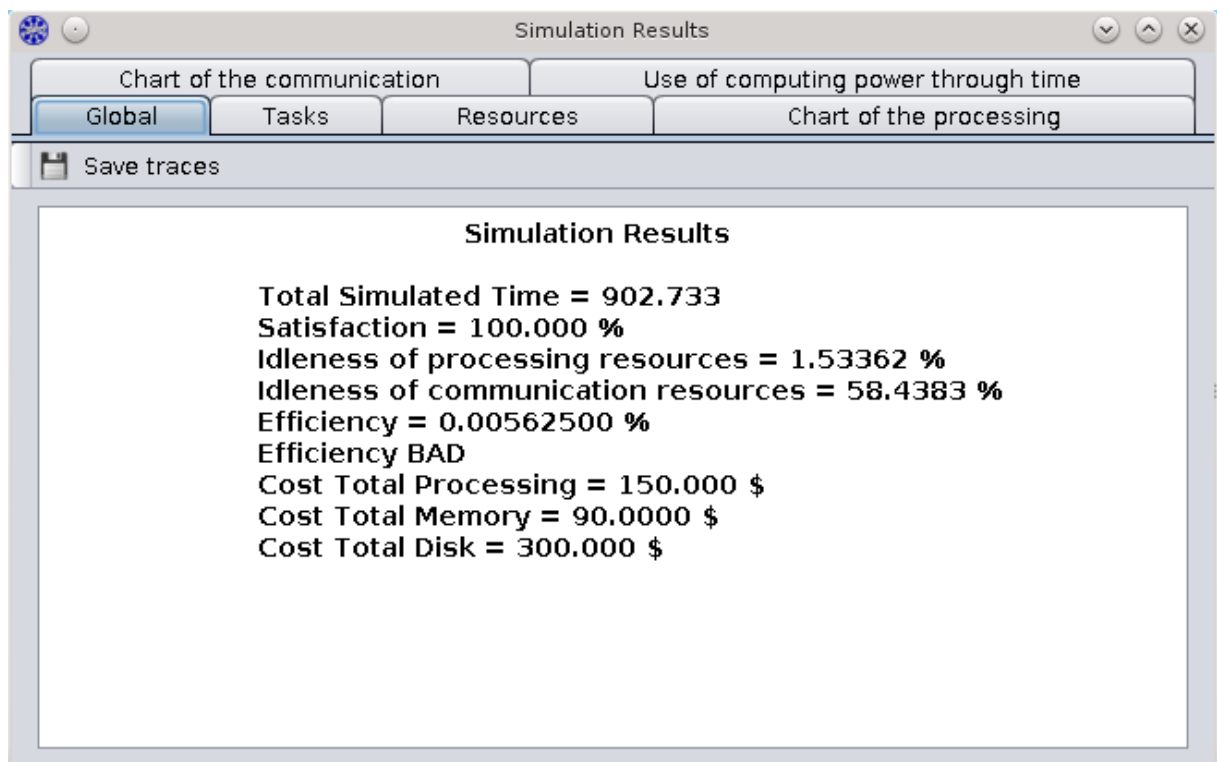 Simulation Results
Chart of the communication
Use of computing power through time
Global
Tasks
Resources
Chart of the processing
Save traces
Simulation Results
Total Simulated Time = 902.733
Satisfaction = 100.000 %
Idleness of processing resources = 1.53362 %
Idleness of communication resources = 58.4383 %
Efficiency = 0.00562500 %
Efficiency BAD
Cost Total Processing = 150.000 $
Cost Total Memory = 90.0000 $
Cost Total Disk = 300.000 $